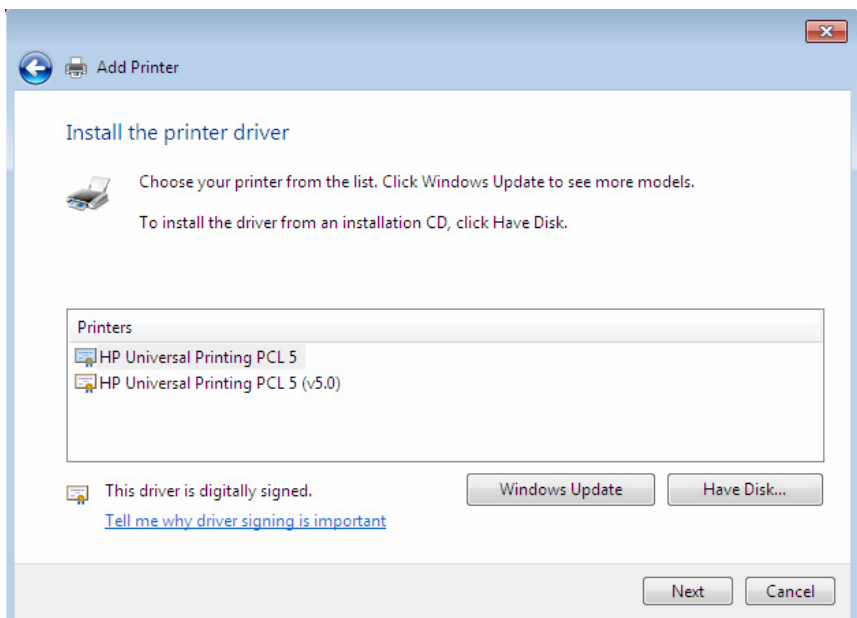 Add Printer
Install the printer driver
Choose your printer from the list. Click Windows Update to see more models.
To install the driver from an installation CD, click Have Disk.
Printers
HP Universal Printing PCL 5
HP Universal Printing PCL 5 (v5.0)
This driver is digitally signed.
Windows Update
Have Disk...
Tell me why driver signing is important
Next
Cancel